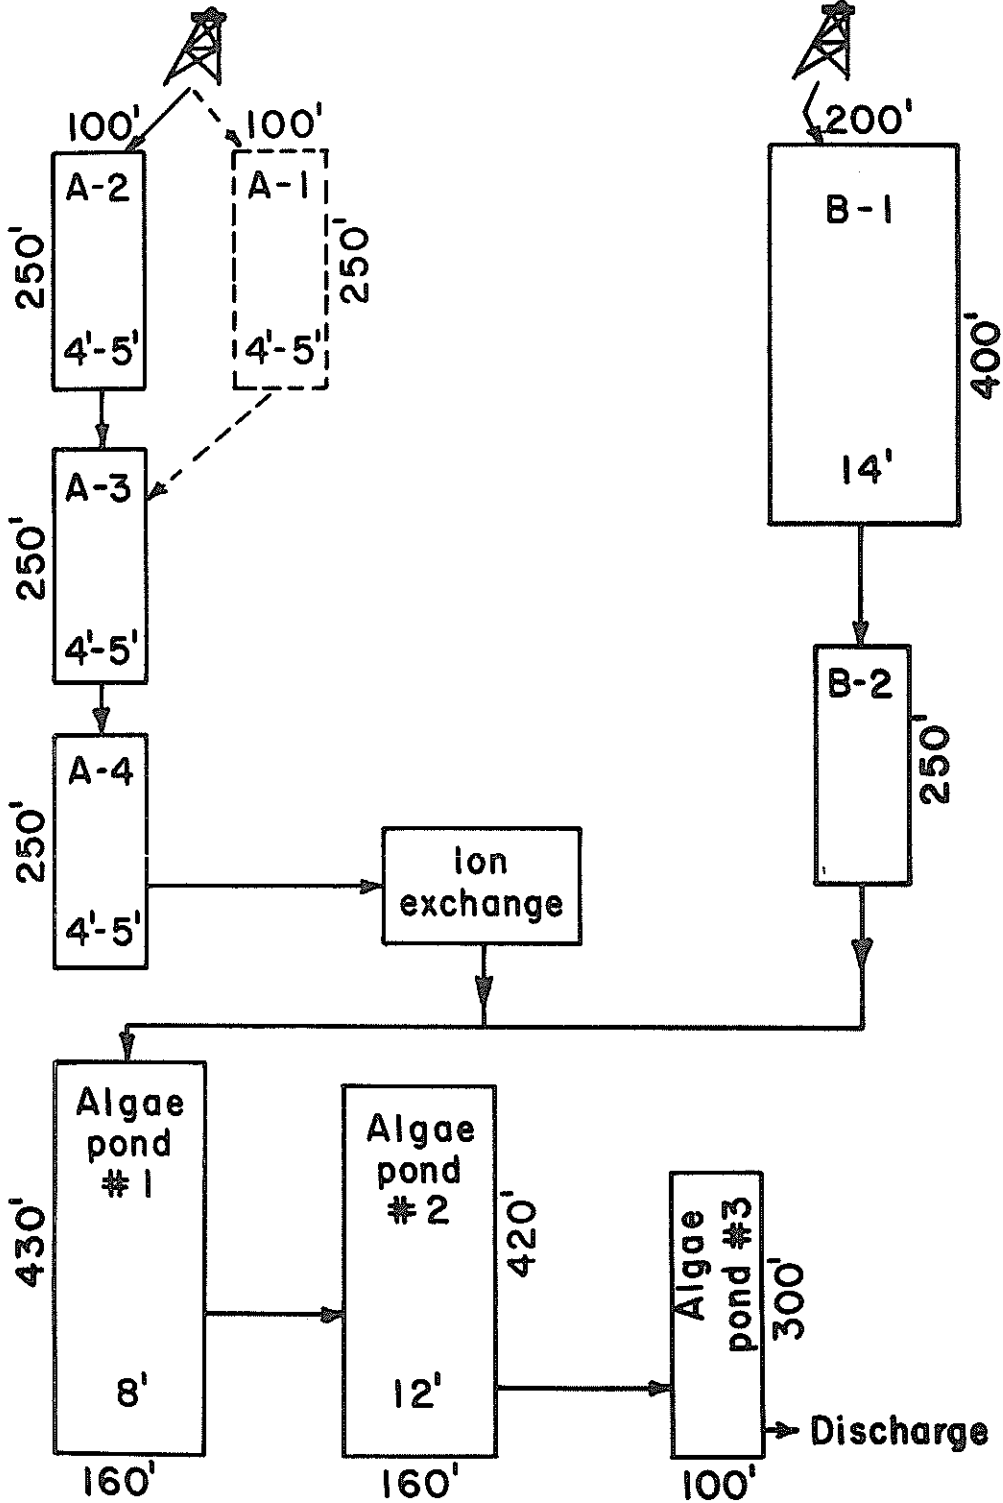 100'
100'
200'
A-2
A-1
B-1
250'
250'
400'
4'-5'
4'-5'
14'
A-3
250'
4'-5'
B-2
250'
A-4
250'
4'-5'
Ion
exchange
Algae
pond
#1
430'
8'
160'
Algae
pond
#2
420'
12'
160'
Algae
pond #3
300'
100'
Discharge